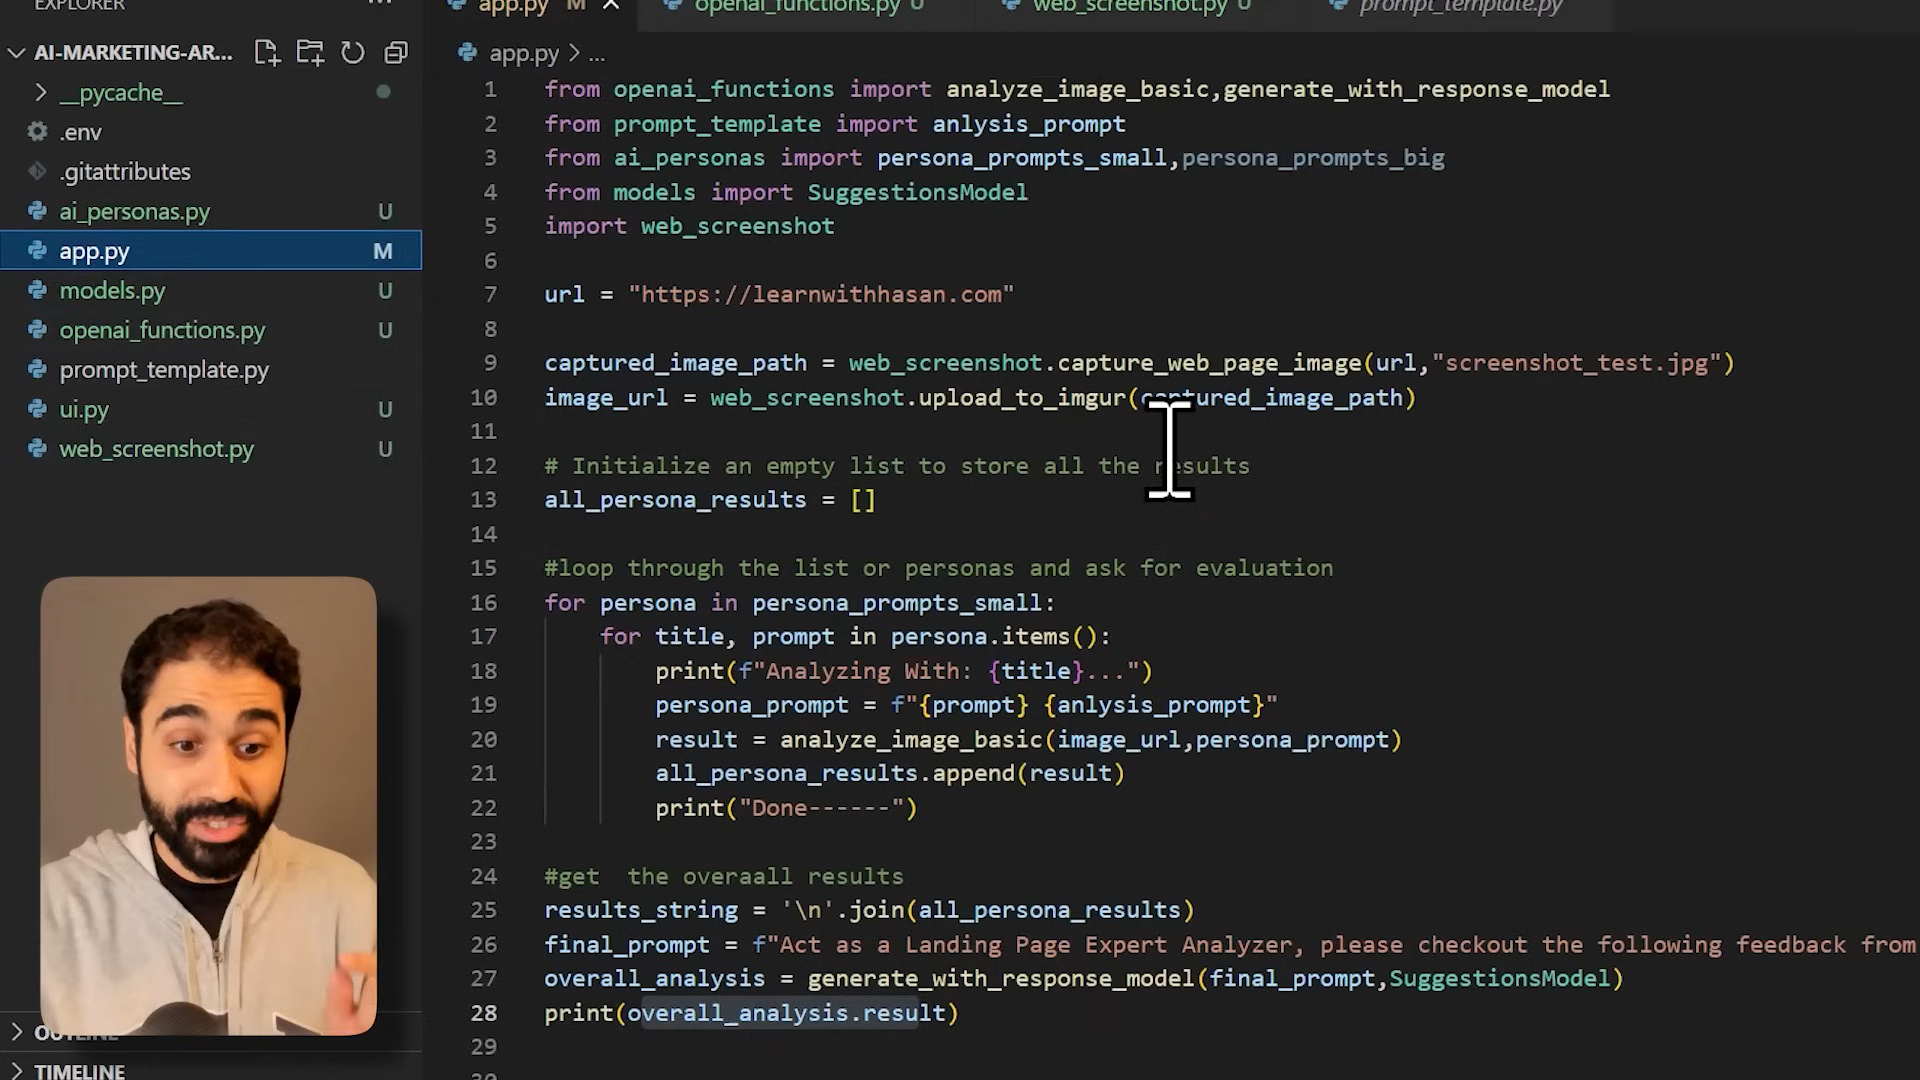 EXPLORER
app.py M
openai_functions.py U
web_screenshot.py U
prompt_template.py
AI-MARKETING-AR...
app.py > ...
__pycache__
.env
.gitattributes
ai_personas.py U
app.py M
models.py U
openai_functions.py U
prompt_template.py
ui.py U
web_screenshot.py U
OUTLINE
TIMELINE
1 from openai_functions import analyze_image_basic,generate_with_response_model
2 from prompt_template import anlysis_prompt
3 from ai_personas import persona_prompts_small,persona_prompts_big
4 from models import SuggestionsModel
5 import web_screenshot
6
7 url = "https://learnwithhasan.com"
8
9 captured_image_path = web_screenshot.capture_web_page_image(url,"screenshot_test.jpg")
10 image_url = web_screenshot.upload_to_imgur(captured_image_path)
11
12 # Initialize an empty list to store all the results
13 all_persona_results = []
14
15 #loop through the list or personas and ask for evaluation
16 for persona in persona_prompts_small:
17 for title, prompt in persona.items():
18 print(f"Analyzing With: {title}...")
19 persona_prompt = f"{prompt} {anlysis_prompt}"
20 result = analyze_image_basic(image_url,persona_prompt)
21 all_persona_results.append(result)
22 print("Done------")
23
24 #get  the overaall results
25 results_string = '\n'.join(all_persona_results)
26 final_prompt = f"Act as a Landing Page Expert Analyzer, please checkout the following feedback from
27 overall_analysis = generate_with_response_model(final_prompt,SuggestionsModel)
28 print(overall_analysis.result)
29